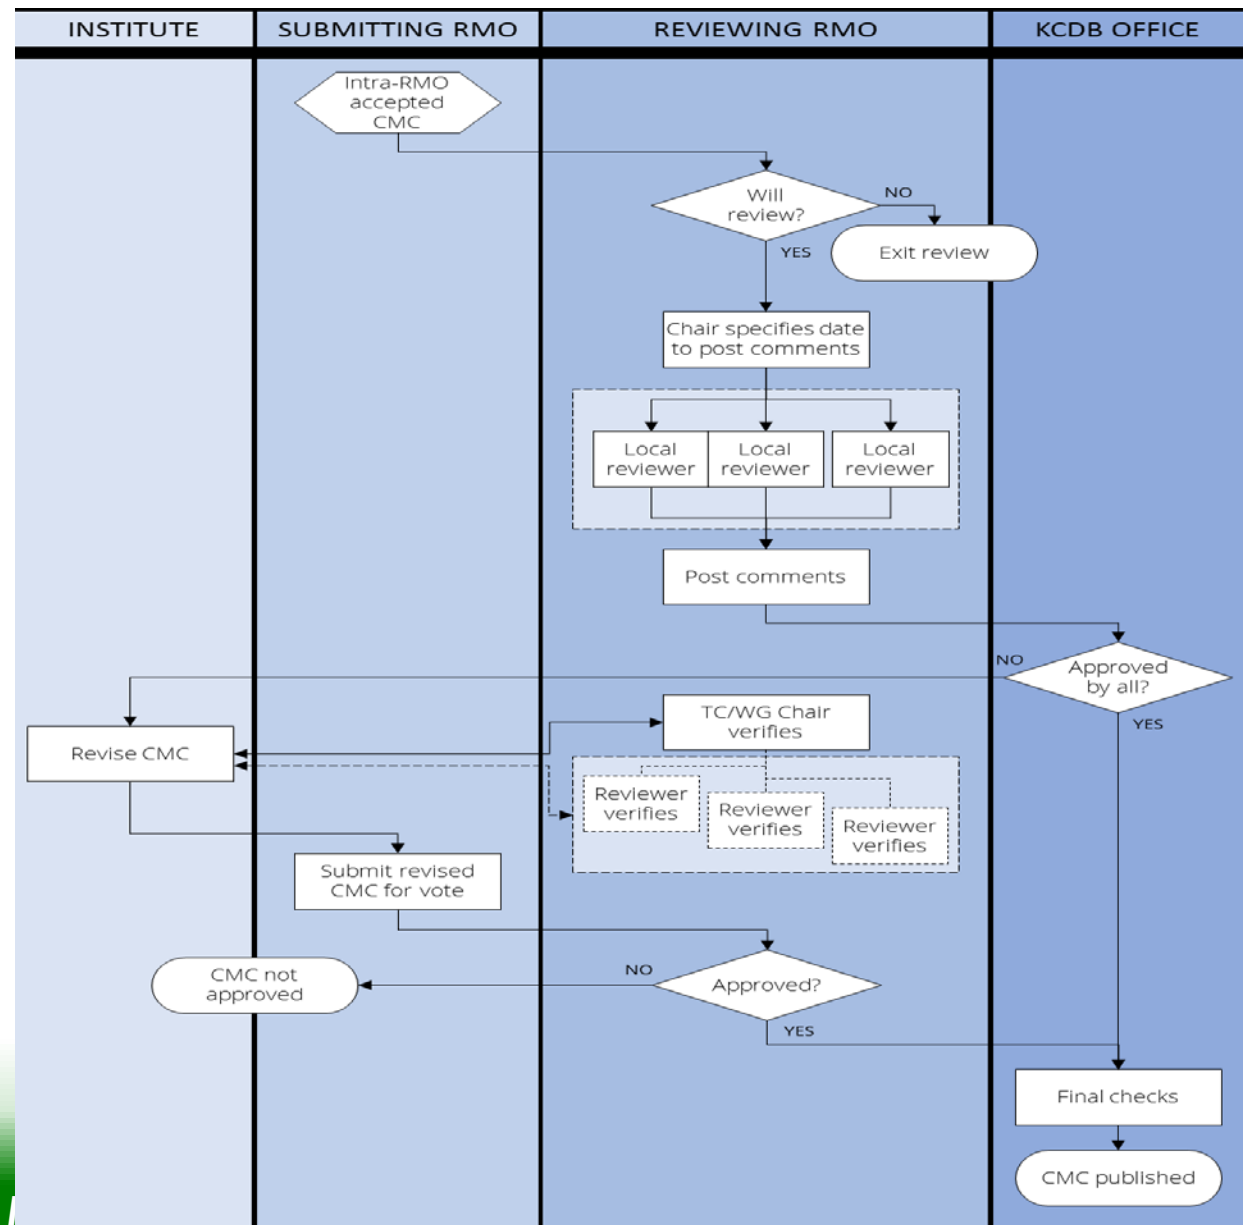 INSTITUTE
SUBMITTING RMO
REVIEWING RMO
KCDB OFFICE
Intra-RMO
accepted
CMC
Will
review?
NO
Exit review
YES
Chair specifies date
to post comments
Local
reviewer
Local
reviewer
Local
reviewer
Post comments
Approved
by all?
NO
YES
TC/WG Chair
verifies
Revise CMC
Reviewer
verifies
Reviewer
verifies
Reviewer
verifies
Submit revised
CMC for vote
CMC not
approved
NO
Approved?
YES
Final checks
CMC published